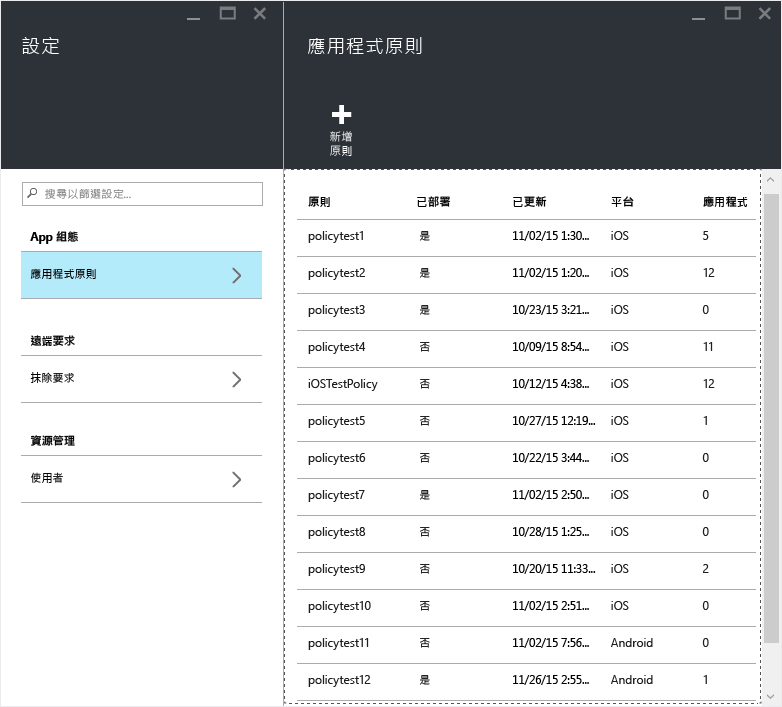 設定
搜尋以篩選設定...
App 組態
應用程式原則
遠端要求
抹除要求
資源管理
使用者
應用程式原則
新增
原則
原則 已部署 已更新 平台 應用程式
policytest1 是 11/02/15 1:30... iOS 5
policytest2 是 11/02/15 1:20... iOS 12
policytest3 是 10/23/15 3:21... iOS 0
policytest4 否 10/09/15 8:54... iOS 11
iOSTestPolicy 否 10/12/15 4:38... iOS 12
policytest5 否 10/27/15 12:19... iOS 1
policytest6 否 10/22/15 3:44... iOS 0
policytest7 是 11/02/15 2:50... iOS 0
policytest8 否 10/28/15 1:25... iOS 0
policytest9 否 10/20/15 11:33... iOS 2
policytest10 否 11/02/15 2:51... iOS 0
policytest11 否 11/02/15 7:56... Android 0
policytest12 是 11/26/15 2:55... Android 1